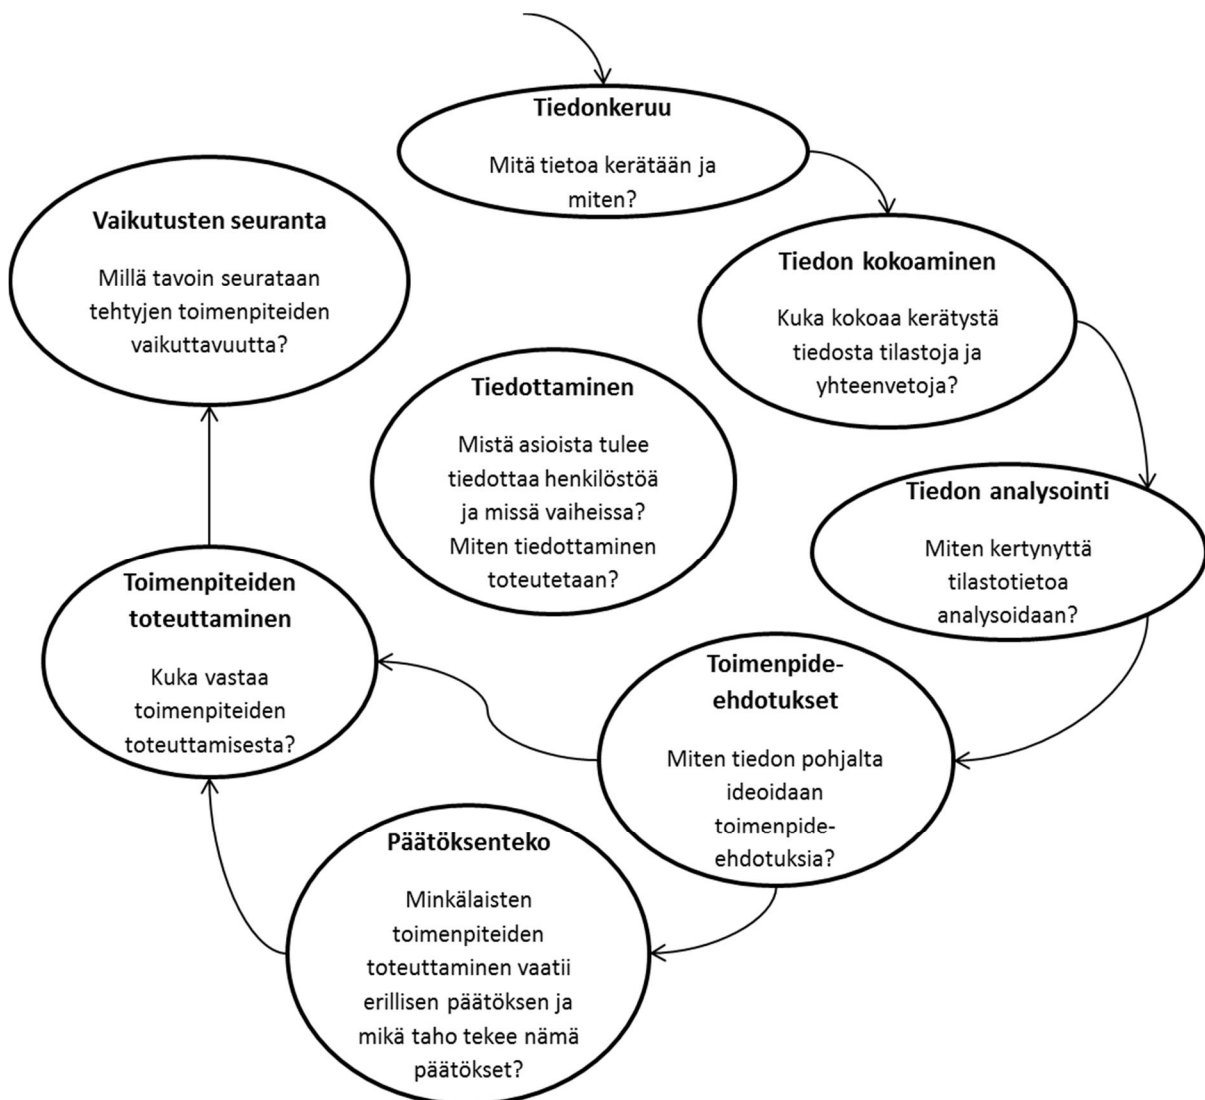 Tiedonkeruu
Mitä tietoa kerätään ja
miten?
Tiedon kokoaminen
Kuka kokoaa kerätystä
tiedosta tilastoja ja
yhteenvetoja?
Tiedon analysointi
Miten kertynyttä
tilastotietoa
analysoidaan?
Toimenpide-
ehdotukset
Miten tiedon pohjalta
ideoidaan
toimenpide-
ehdotuksia?
Päätöksenteko
Minkälaisten
toimenpiteiden
toteuttaminen vaatii
erillisen päätöksen ja
mikä taho tekee nämä
päätökset?
Toimenpiteiden
toteuttaminen
Kuka vastaa
toimenpiteiden
toteuttamisesta?
Vaikutusten seuranta
Millä tavoin seurataan
tehtyjen toimenpiteiden
vaikuttavuutta?
Tiedottaminen
Mistä asioista tulee
tiedottaa henkilöstöä
ja missä vaiheissa?
Miten tiedottaminen
toteutetaan?